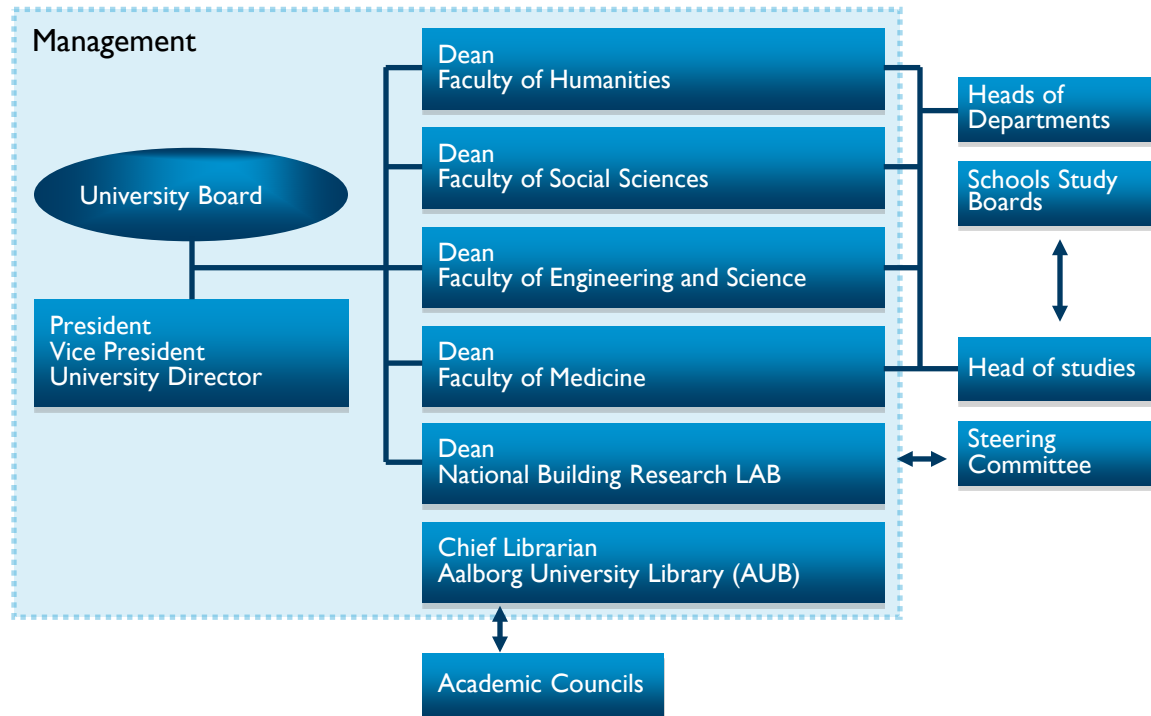 Management
University Board
President
Vice President
University Director
Dean
Faculty of Humanities
Dean
Faculty of Social Sciences
Dean
Faculty of Engineering and Science
Dean
Faculty of Medicine
Dean
National Building Research LAB
Chief Librarian
Aalborg University Library (AUB)
Academic Councils
Heads of
Departments
Schools Study
Boards
Head of studies
Steering
Committee